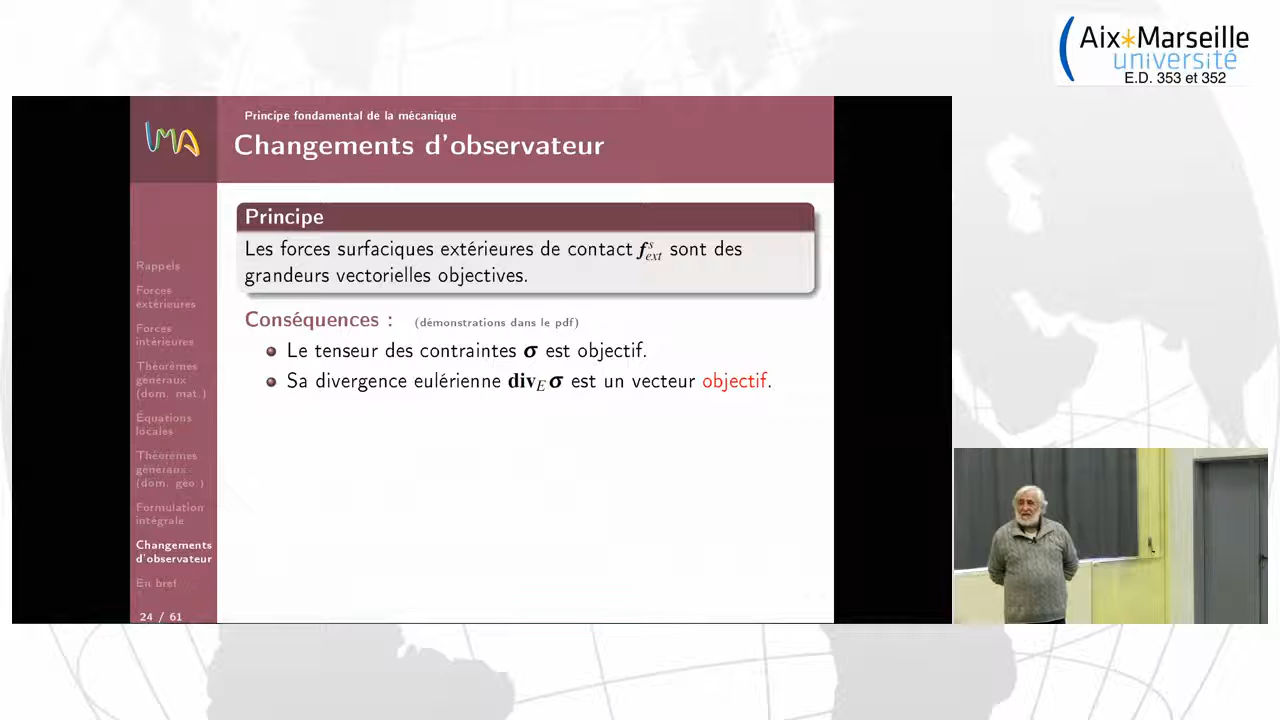 Aix*Marseille
université
E.D. 353 et 352
LMA
Principe fondamental de la mécanique
Changements d'observateur
Principe
Les forces surfaciques extérieures de contact f^s_ext sont des
grandeurs vectorielles objectives.
Conséquences : (démonstrations dans le pdf)
Le tenseur des contraintes σ est objectif.
Sa divergence eulérienne div_E σ est un vecteur objectif.
Rappels
Forces
extérieures
Forces
intérieures
Théorèmes
généraux
(dom. mat.)
Équations
locales
Théorèmes
généraux
(dom. géo.)
Formulation
intégrale
Changements
d'observateur
En bref
24 / 61